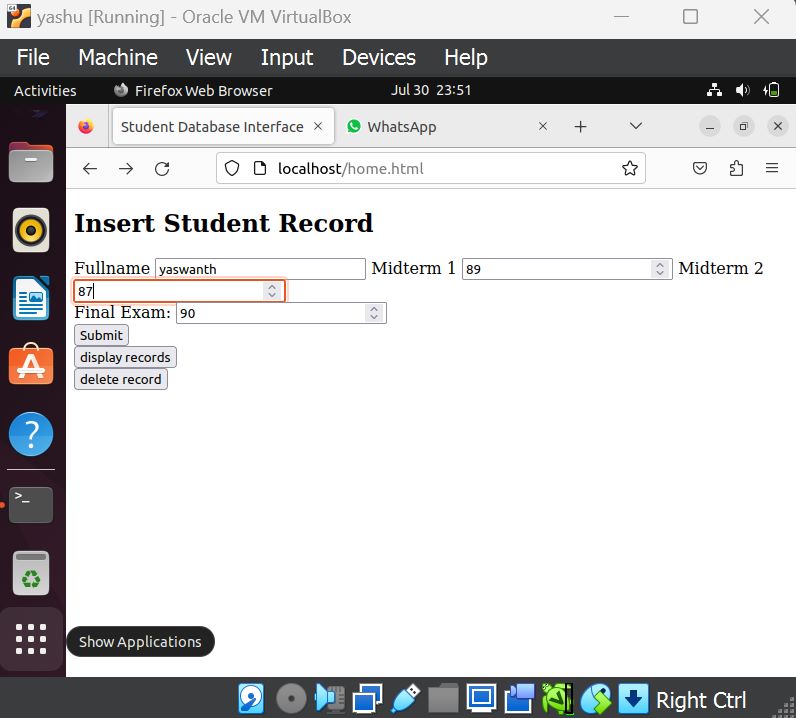 yashu [Running] - Oracle VM VirtualBox
File Machine View Input Devices Help
Activities Firefox Web Browser Jul 30 23:51
Student Database Interface WhatsApp
localhost/home.html
Insert Student Record
Fullname yaswanth Midterm 1 89 Midterm 2
87
Final Exam: 90
Submit
display records
delete record
Show Applications
Right Ctrl